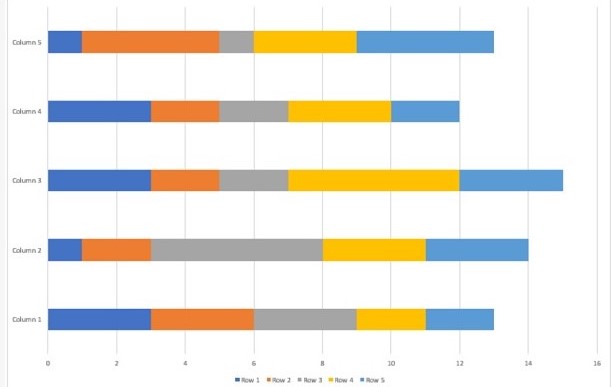 Column 5
Column 4
Column 3
Column 2
Column 1
0 2 4 6 8 10 12 14 16
Row 1 Row 2 Row 3 Row 4 Row 5